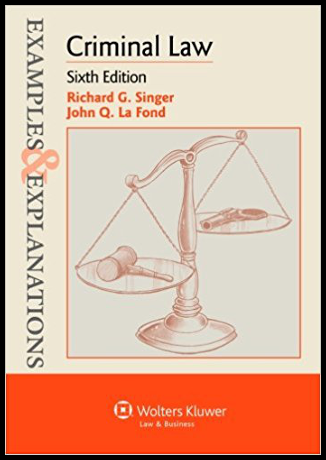 Criminal Law
Sixth Edition
Richard G. Singer
John Q. La Fond
EXAMPLES & EXPLANATIONS
Wolters Kluwer
Law & Business